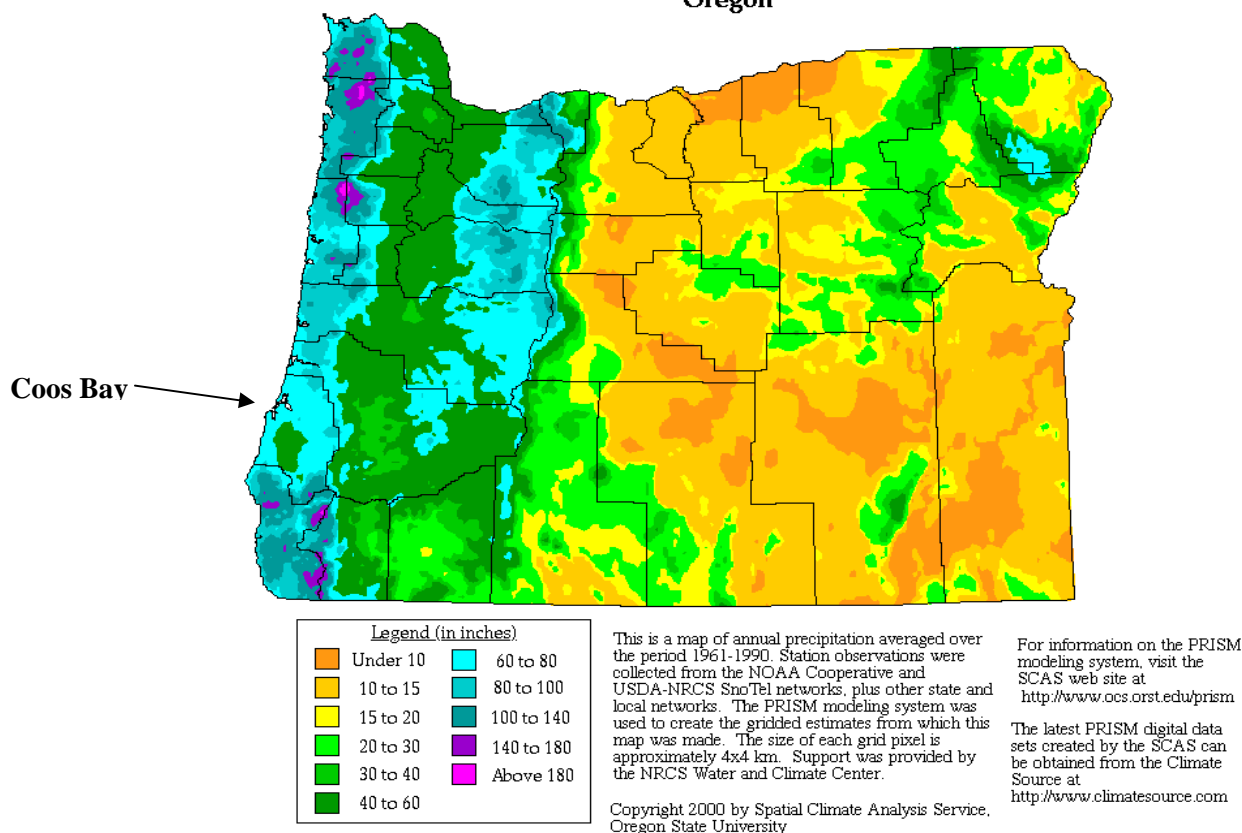 Oregon
Coos Bay
Legend (in inches)
Under 10
10 to 15
15 to 20
20 to 30
30 to 40
40 to 60
60 to 80
80 to 100
100 to 140
140 to 180
Above 180
This is a map of annual precipitation averaged over
the period 1961-1990. Station observations were
collected from the NOAA Cooperative and
USDA-NRCS SnoTel networks, plus other state and
local networks. The PRISM modeling system was
used to create the gridded estimates from which this
map was made. The size of each grid pixel is
approximately 4x4 km. Support was provided by
the NRCS Water and Climate Center.
Copyright 2000 by Spatial Climate Analysis Service,
Oregon State University
For information on the PRISM
modeling system, visit the
SCAS web site at
http://www.ocs.orst.edu/prism
The latest PRISM digital data
sets created by the SCAS can
be obtained from the Climate
Source at
http://www.climatesource.com